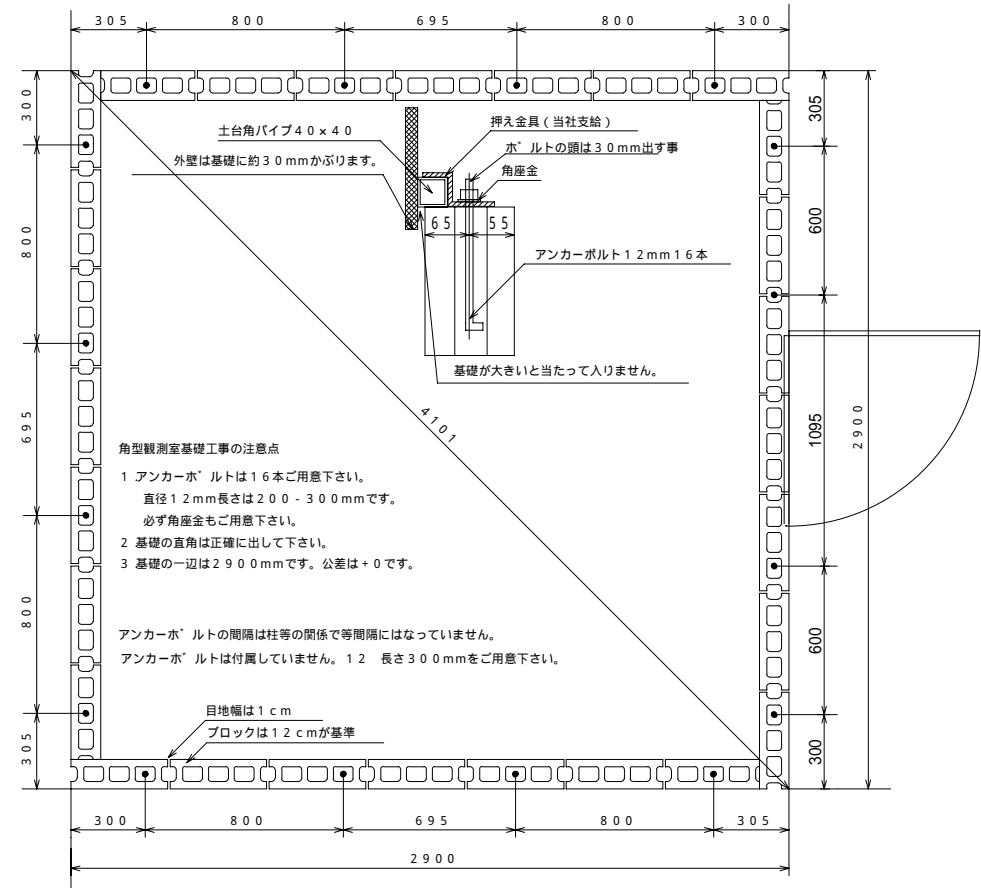 305 800 695 800 300
300
800
695
800
305
土台角パイプ40×40
外壁は基礎に約30mmかぶります。
押え金具(当社支給)
ボルトの頭は30mm出す事
角座金
65 55
アンカーボルト12mm16本
基礎が大きいと当たって入りません。
4101
305
600
1095
600
300
2900
角型観測室基礎工事の注意点
1.アンカーボルトは16本ご用意下さい。
直径12mm長さは200-300mmです。
必ず角座金もご用意下さい。
2 基礎の直角は正確に出して下さい。
3 基礎の一辺は2900mmです。公差は+0です。
アンカーボルトの間隔は柱等の関係で等間隔にはなっていません。
アンカーボルトは付属していません。12 長さ300mmをご用意下さい。
目地幅は1cm
ブロックは12cmが基準
300 800 695 800 305
2900